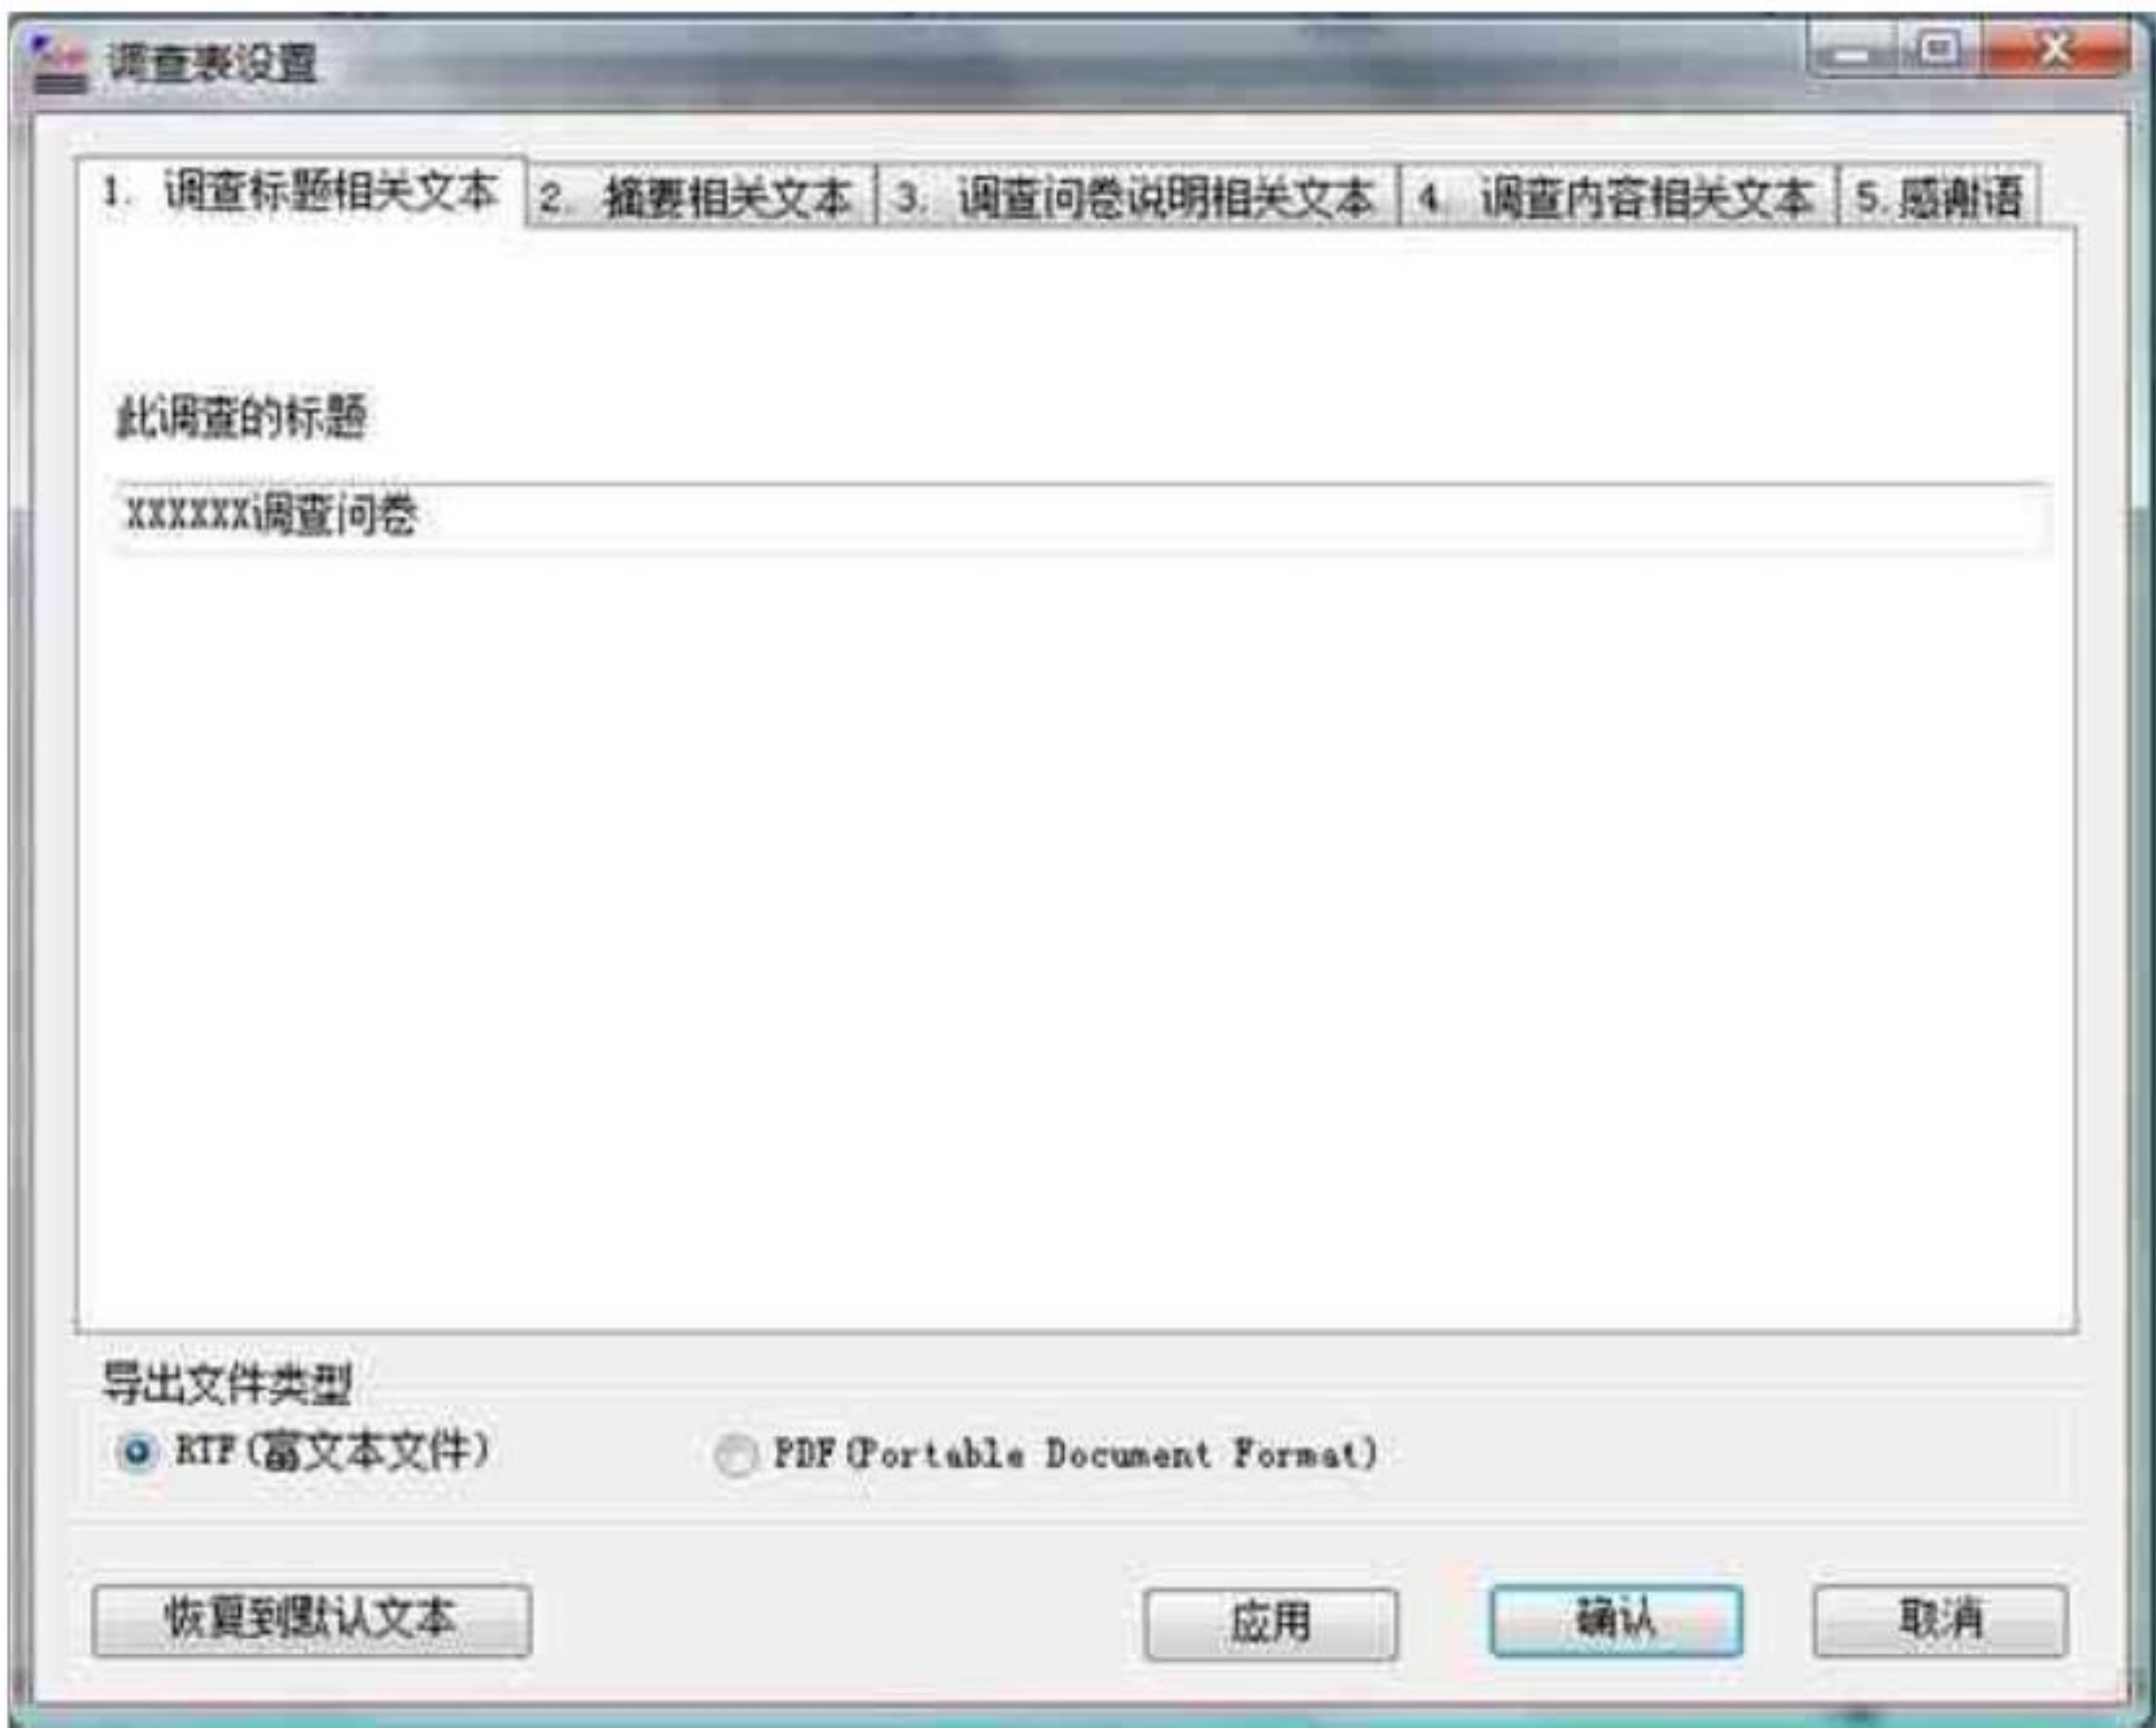 调查表设置
1. 调查标题相关文本 2. 摘要相关文本 3. 调查问卷说明相关文本 4. 调查内容相关文本 5.感谢语
此调查的标题
XXXXXX调查问卷
导出文件类型
RTF(富文本文件) PDF(Portable Document Format)
恢复到默认文本 应用 确认 取消